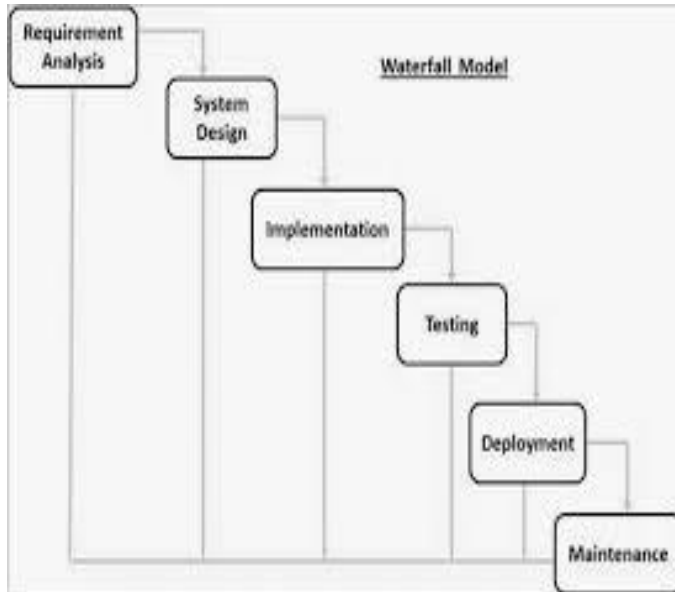 Requirement
Analysis
Waterfall Model
System
Design
Implementation
Testing
Deployment
Maintenance